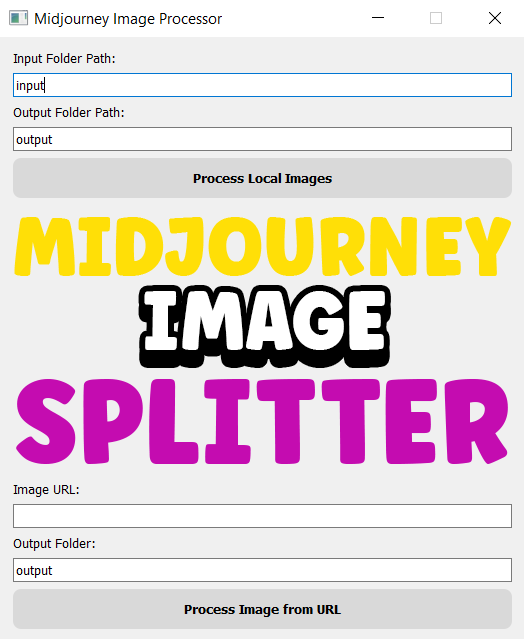 Midjourney Image Processor
Input Folder Path:
input
Output Folder Path:
output
Process Local Images
MIDJOURNEY
IMAGE
SPLITTER
Image URL:
Output Folder:
output
Process Image from URL